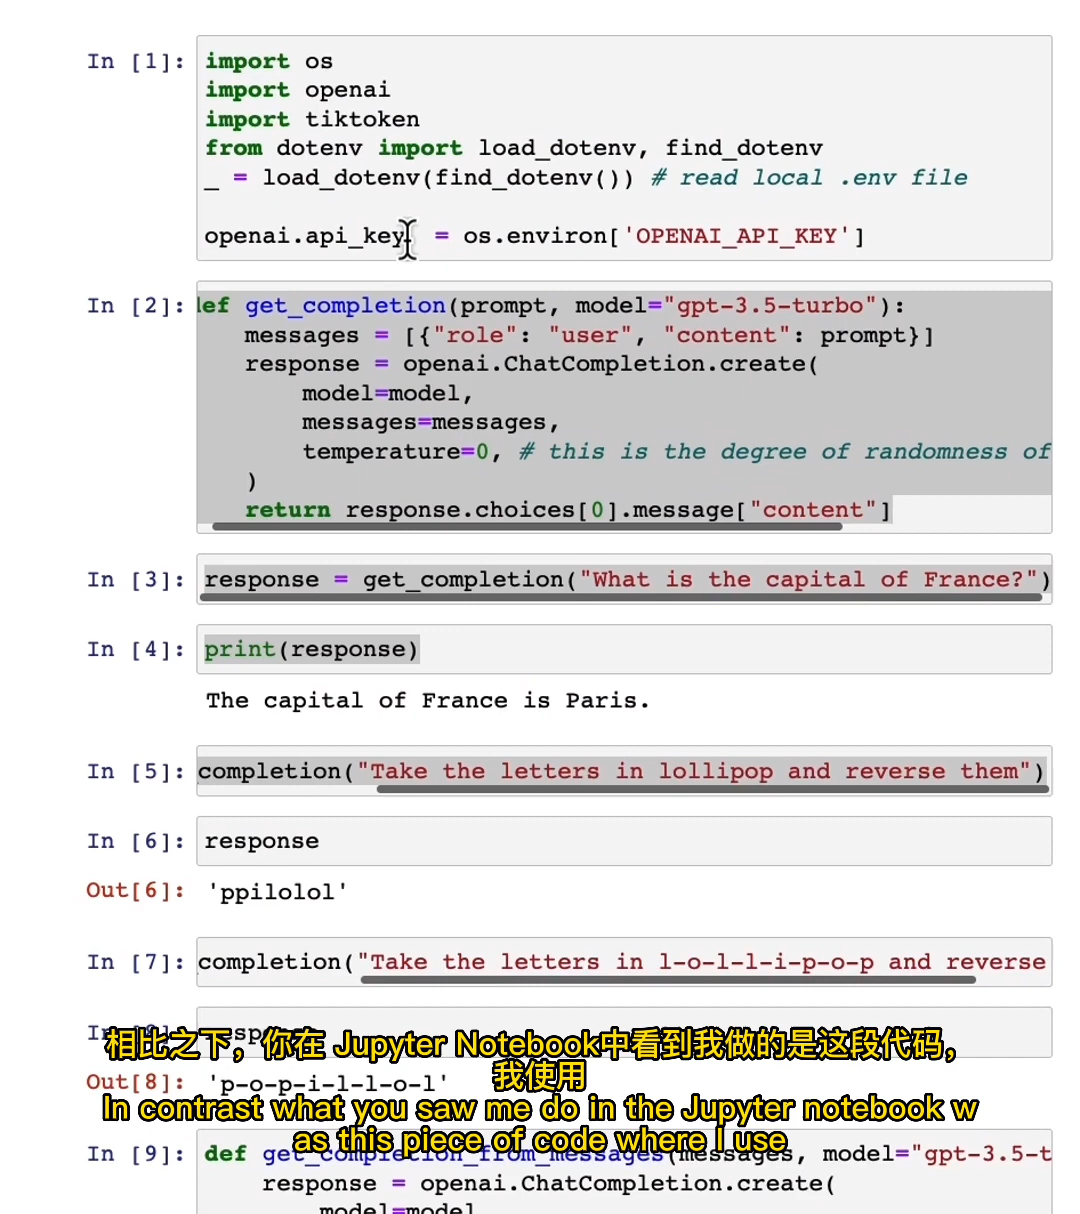 In [1]: import os
import openai
import tiktoken
from dotenv import load_dotenv, find_dotenv
_ = load_dotenv(find_dotenv()) # read local .env file
openai.api_key = os.environ['OPENAI_API_KEY']
In [2]: def get_completion(prompt, model="gpt-3.5-turbo"):
messages = [{"role": "user", "content": prompt}]
response = openai.ChatCompletion.create(
model=model,
messages=messages,
temperature=0, # this is the degree of randomness of
)
return response.choices[0].message["content"]
In [3]: response = get_completion("What is the capital of France?")
In [4]: print(response)
The capital of France is Paris.
In [5]: completion("Take the letters in lollipop and reverse them")
In [6]: response
Out[6]: 'ppilolol'
In [7]: completion("Take the letters in l-o-l-l-i-p-o-p and reverse
相比之下，你在 Jupyter Notebook中看到我做的是这段代码，
我使用
Out[8]: 'p-o-p-i-l-l-o-l'
In contrast what you saw me do in the Jupyter notebook w
as this piece of code where I use
In [9]: def get_completion_from_messages(messages, model="gpt-3.5-t
response = openai.ChatCompletion.create(
model=model